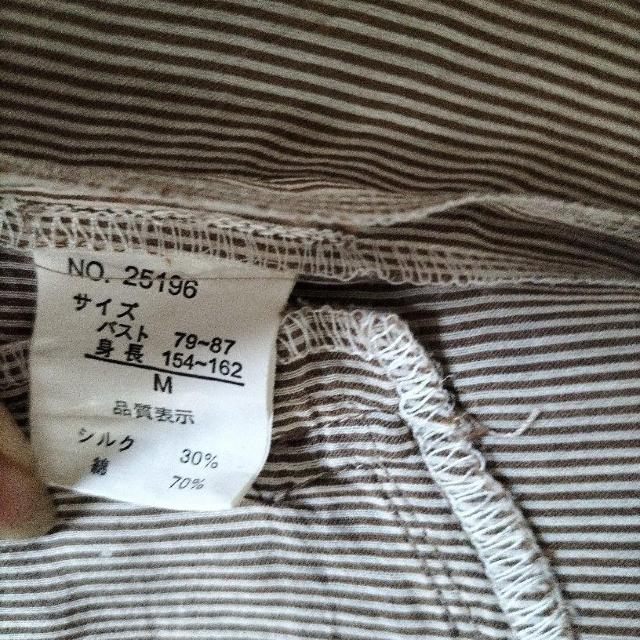 NO. 25196
サイズ
バスト 79~87
身長 154~162
M
品質表示
シルク 30%
綿 70%